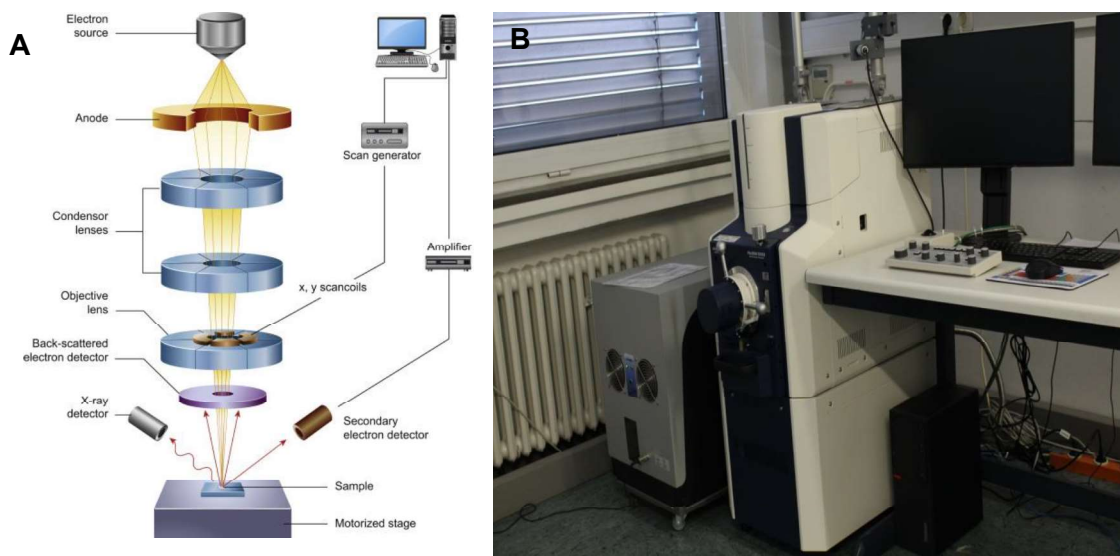 A
Electron
source
Anode
Scan generator
Condensor
lenses
Amplifier
x, y scancoils
Objective
lens
Back-scattered
electron detector
X-ray
detector
Secondary
electron detector
Sample
Motorized stage
B